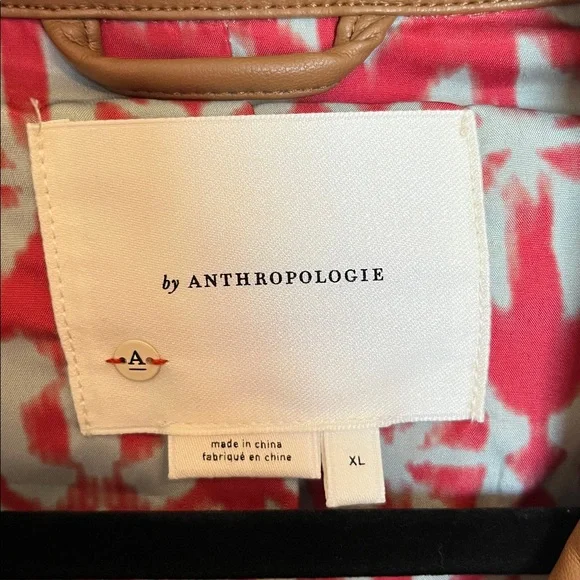 by ANTHROPOLOGIE
A
made in china
fabriqué en chine
XL